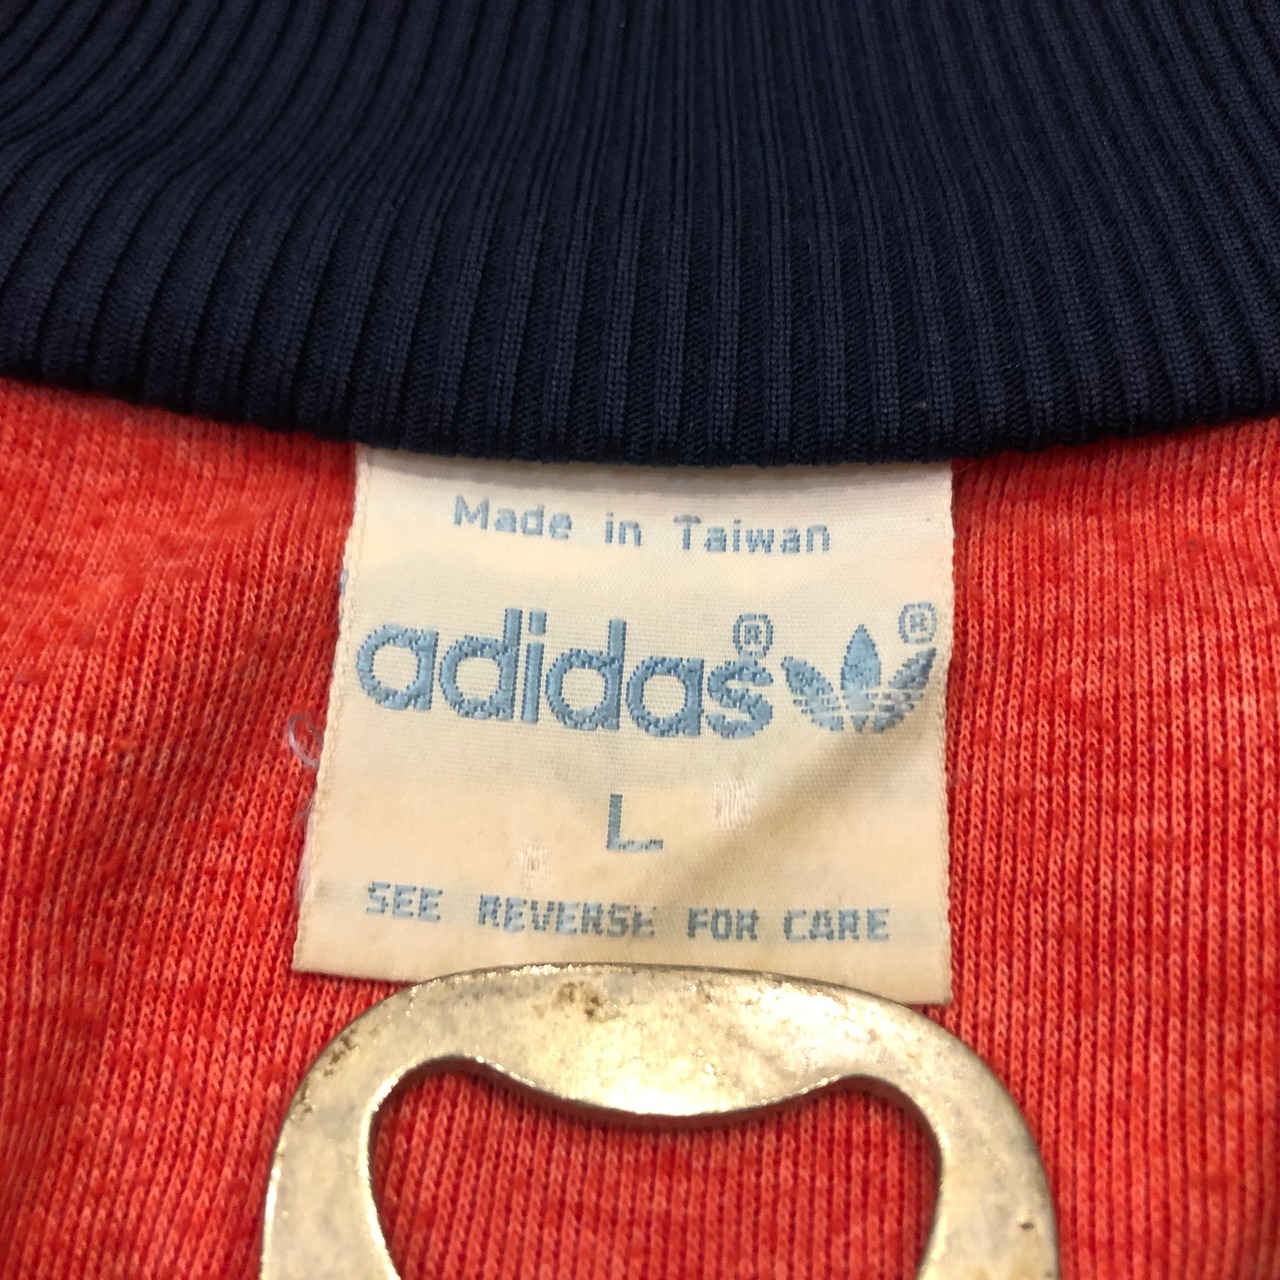 Made in Taiwan
adidas® ®
L
SEE REVERSE FOR CARE